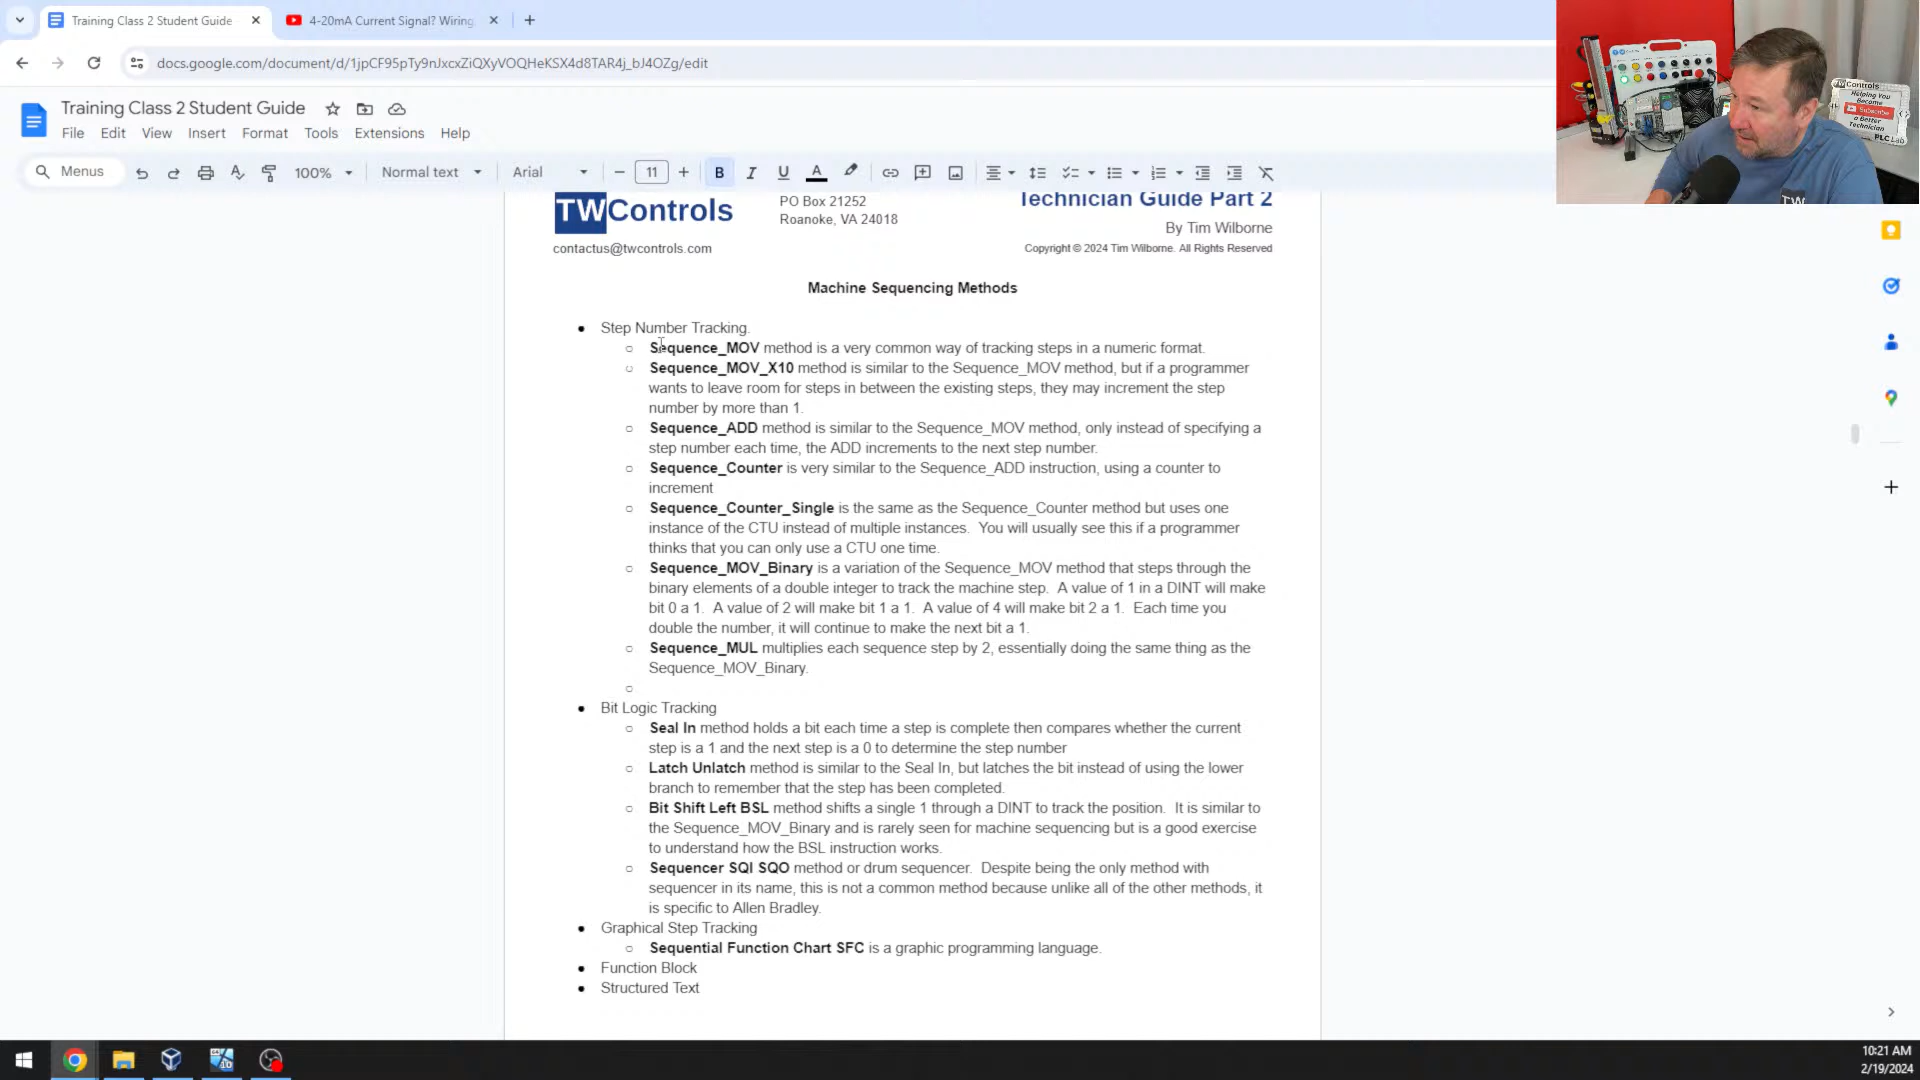 Training Class 2 Student Guide
4-20mA Current Signal? Wiring
docs.google.com/document/d/1jpCF95pTy9nJxcxZiQXyVOQHeKSX4d8TAR4j_bJ4OZg/edit
Training Class 2 Student Guide
File Edit View Insert Format Tools Extensions Help
Menus 100% Normal text Arial 11 B I U A
TWControls
PO Box 21252
Roanoke, VA 24018
Technician Guide Part 2
By Tim Wilborne
contactus@twcontrols.com
Copyright © 2024 Tim Wilborne. All Rights Reserved
Machine Sequencing Methods
● Step Number Tracking.
○ Sequence_MOV method is a very common way of tracking steps in a numeric format.
○ Sequence_MOV_X10 method is similar to the Sequence_MOV method, but if a programmer
wants to leave room for steps in between the existing steps, they may increment the step
number by more than 1.
○ Sequence_ADD method is similar to the Sequence_MOV method, only instead of specifying a
step number each time, the ADD increments to the next step number.
○ Sequence_Counter is very similar to the Sequence_ADD instruction, using a counter to
increment
○ Sequence_Counter_Single is the same as the Sequence_Counter method but uses one
instance of the CTU instead of multiple instances. You will usually see this if a programmer
thinks that you can only use a CTU one time.
○ Sequence_MOV_Binary is a variation of the Sequence_MOV method that steps through the
binary elements of a double integer to track the machine step. A value of 1 in a DINT will make
bit 0 a 1. A value of 2 will make bit 1 a 1. A value of 4 will make bit 2 a 1. Each time you
double the number, it will continue to make the next bit a 1.
○ Sequence_MUL multiplies each sequence step by 2, essentially doing the same thing as the
Sequence_MOV_Binary.
○
● Bit Logic Tracking
○ Seal In method holds a bit each time a step is complete then compares whether the current
step is a 1 and the next step is a 0 to determine the step number
○ Latch Unlatch method is similar to the Seal In, but latches the bit instead of using the lower
branch to remember that the step has been completed.
○ Bit Shift Left BSL method shifts a single 1 through a DINT to track the position. It is similar to
the Sequence_MOV_Binary and is rarely seen for machine sequencing but is a good exercise
to understand how the BSL instruction works.
○ Sequencer SQI SQO method or drum sequencer. Despite being the only method with
sequencer in its name, this is not a common method because unlike all of the other methods, it
is specific to Allen Bradley.
● Graphical Step Tracking
○ Sequential Function Chart SFC is a graphic programming language.
● Function Block
● Structured Text
TWControls
Helping You
Become
Subscribe
a Better
Technician
PLC Lab
TW
10:21 AM
2/19/2024